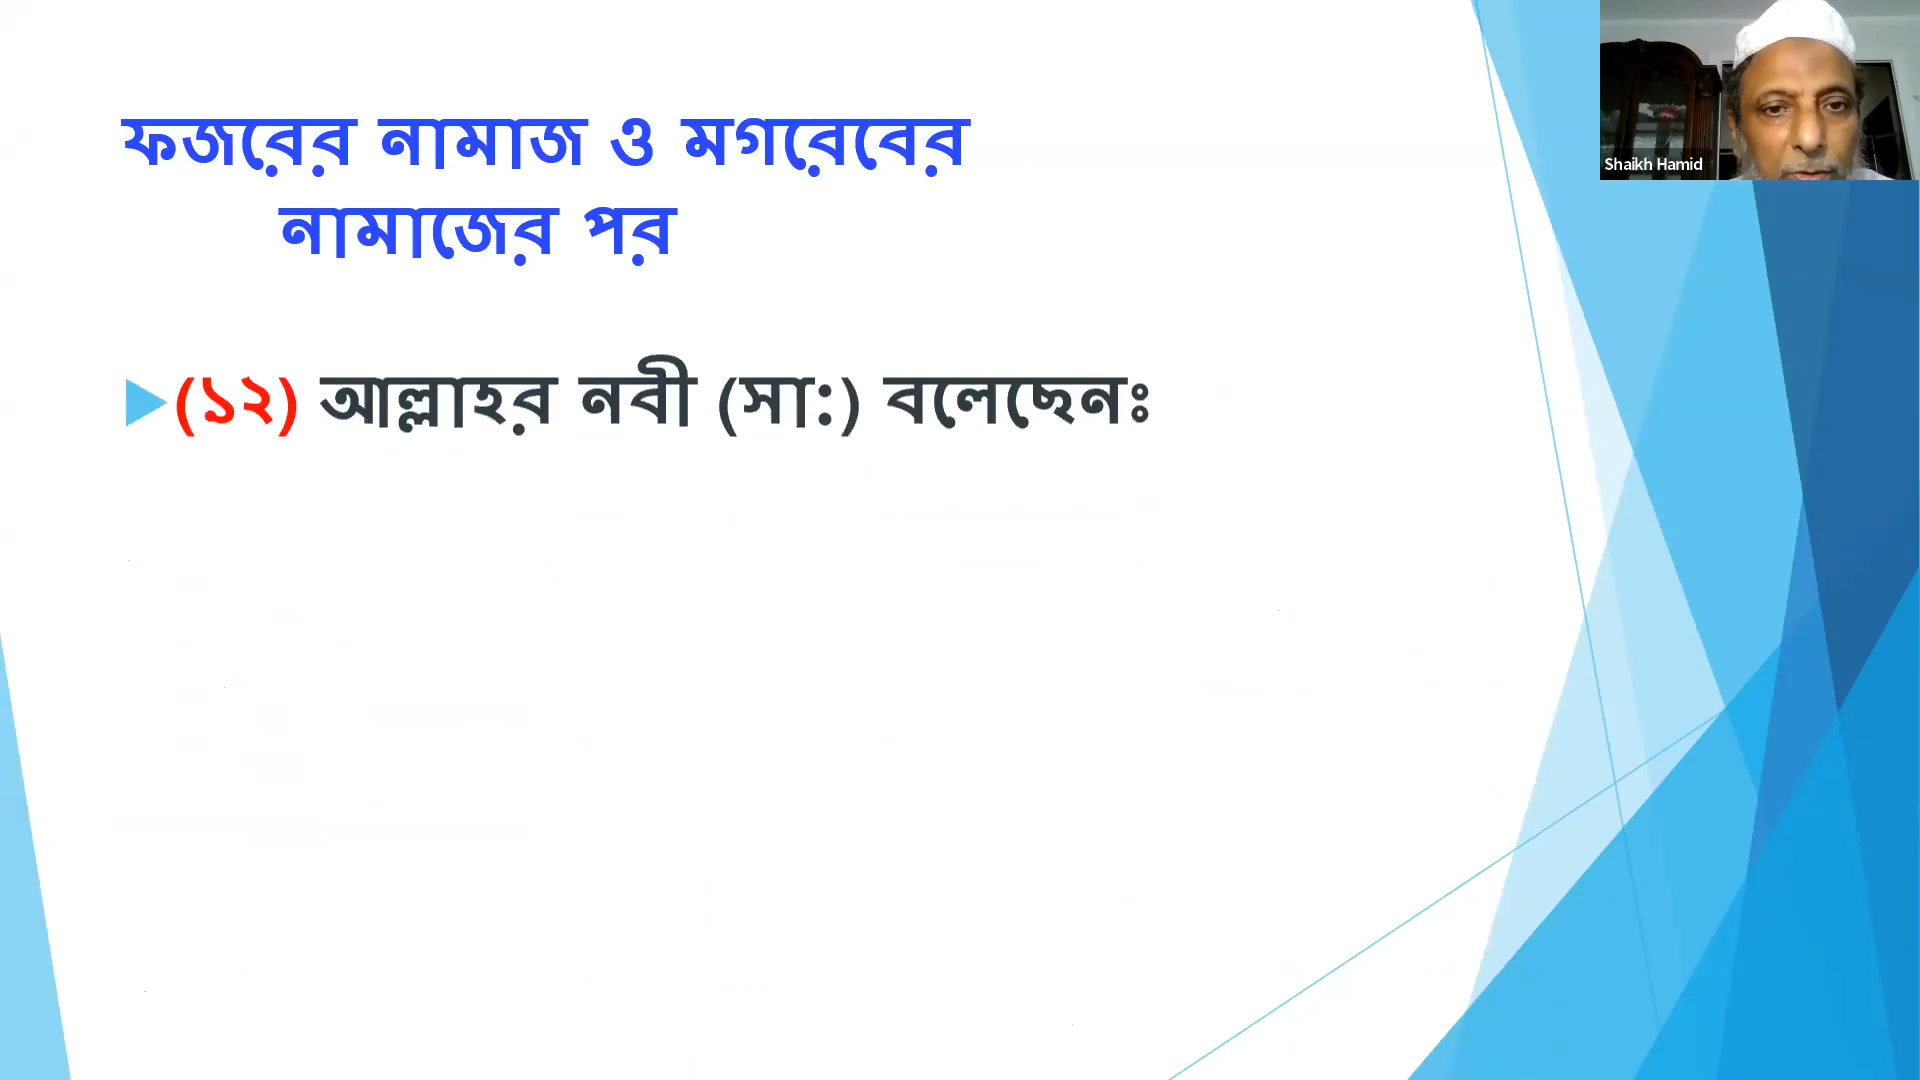 ফজরের নামাজ ও মগরেবের
নামাজের পর
(১২) আল্লাহর নবী (সা:) বলেছেনঃ
Shaikh Hamid